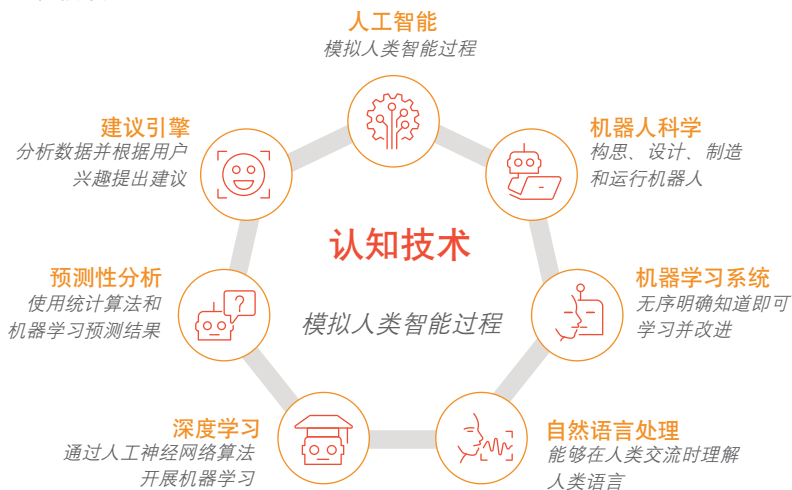 人工智能
模拟人类智能过程
建议引擎
分析数据并根据用户
兴趣提出建议
机器人科学
构思、设计、制造
和运行机器人
认知技术
模拟人类智能过程
预测性分析
使用统计算法和
机器学习预测结果
?
机器学习系统
无序明确知道即可
学习并改进
深度学习
通过人工神经网络算法
开展机器学习
自然语言处理
能够在人类交流时理解
人类语言